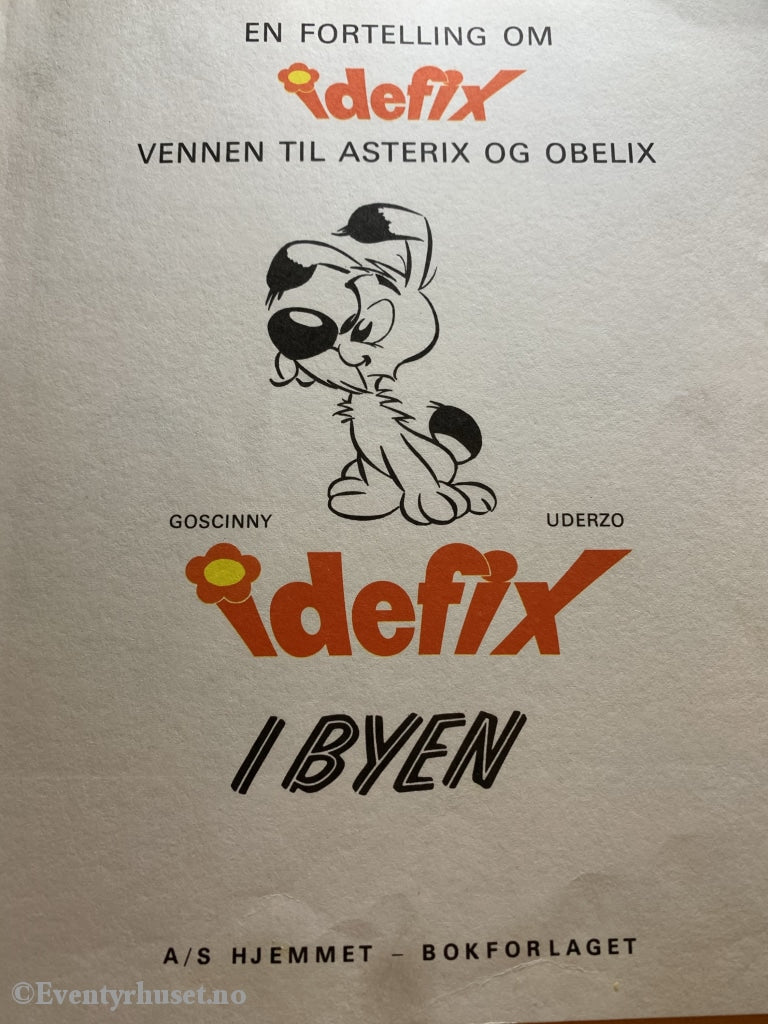 EN FORTELLING OM
idefix
VENNEN TIL ASTERIX OG OBELIX
GOSCINNY UDERZO
idefix
I BYEN
A/S HJEMMET – BOKFORLAGET
©Eventyrhuset.no